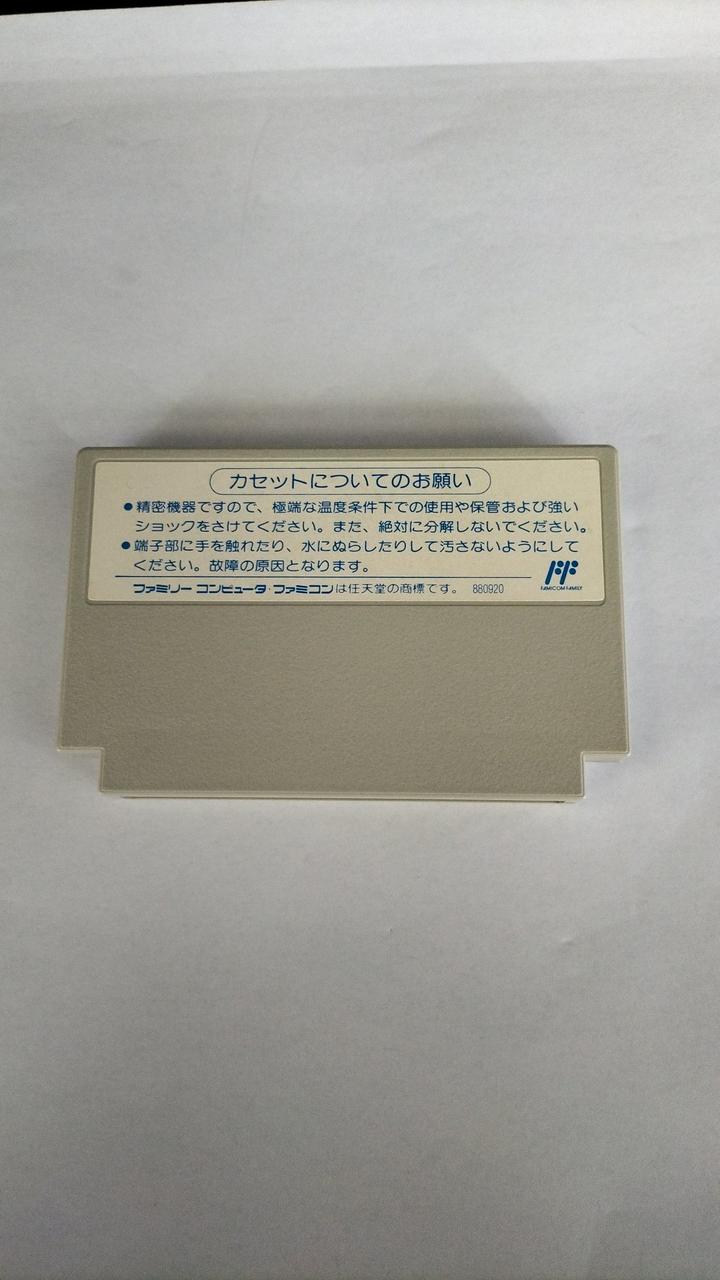 カセットについてのお願い
●精密機器ですので、極端な温度条件下での使用や保管および強い
ショックをさけてください。また、絶対に分解しないでください。
●端子部に手を触れたり、水にぬらしたりして汚さないようにして
ください。故障の原因となります。
ファミリー コンピュータ・ファミコンは任天堂の商標です。 880920
FAMICOM FAMILY